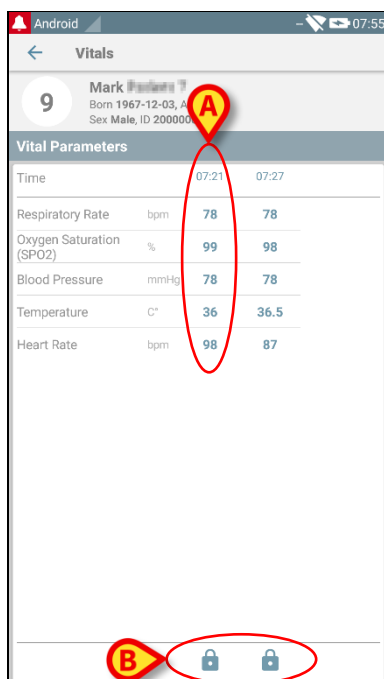 Android – 07:55
Vitals
9
Mark
Born 1967-12-03, A
Sex Male, ID 200000
A
Vital Parameters
Time 07:21 07:27
Respiratory Rate bpm 78 78
Oxygen Saturation (SPO2) % 99 98
Blood Pressure mmHg 78 78
Temperature C° 36 36.5
Heart Rate bpm 98 87
B